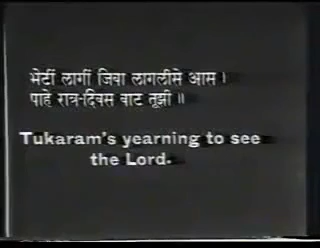 भेटीं लागीं जिवा लागलीसे आस ।
पाहे रात्र-दिवस वाट तूझी ॥
Tukaram's yearning to see
the Lord.